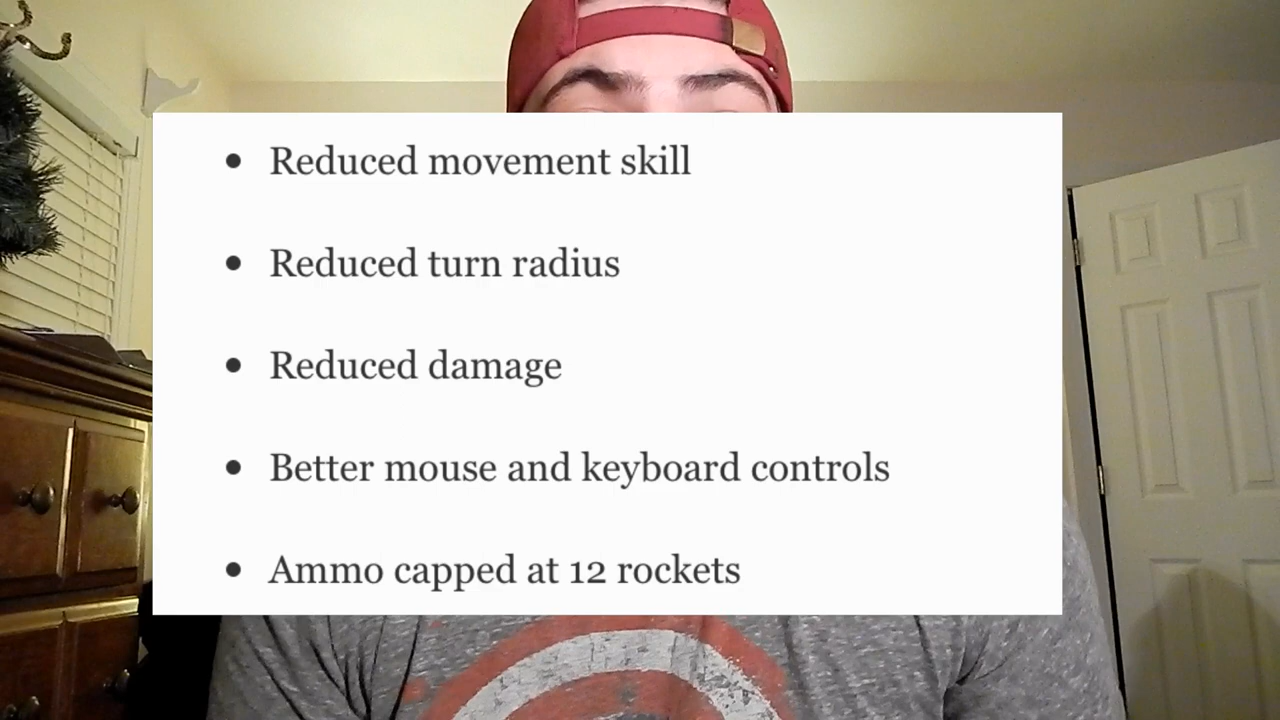 Reduced movement skill
Reduced turn radius
Reduced damage
Better mouse and keyboard controls
Ammo capped at 12 rockets